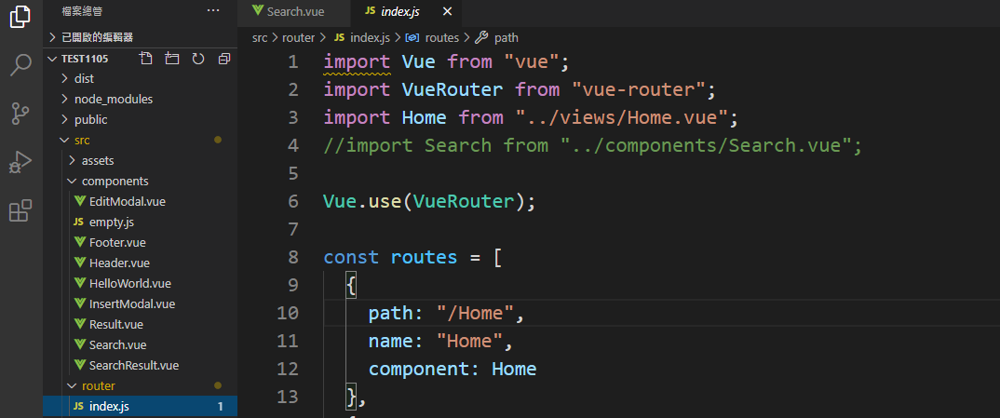 檔案總管
···
已開啟的編輯器
TEST1105
dist
node_modules
public
src
assets
components
EditModal.vue
JS empty.js
Footer.vue
Header.vue
HelloWorld.vue
InsertModal.vue
Result.vue
Search.vue
SearchResult.vue
router
JS index.js 1
Search.vue
JS index.js ×
src > router > JS index.js > routes > path
1 import Vue from "vue";
2 import VueRouter from "vue-router";
3 import Home from "../views/Home.vue";
4 //import Search from "../components/Search.vue";
5
6 Vue.use(VueRouter);
7
8 const routes = [
9 {
10 path: "/Home",
11 name: "Home",
12 component: Home
13 },